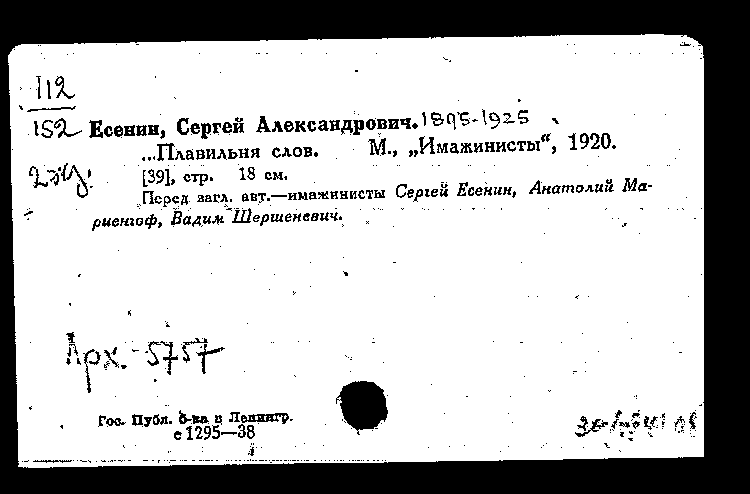 112
152 Есенин, Сергей Александрович. 1895-1925
...Плавильня слов. М., „Имажинисты“, 1920.
[39], стр. 18 см.
Перед загл. авт.—имажинисты Сергей Есенин, Анатолий Ма-
риенгоф, Вадим Шершеневич.
Арх. 5757
Гос. Публ. б-ка в Ленингр.
с 1295—38